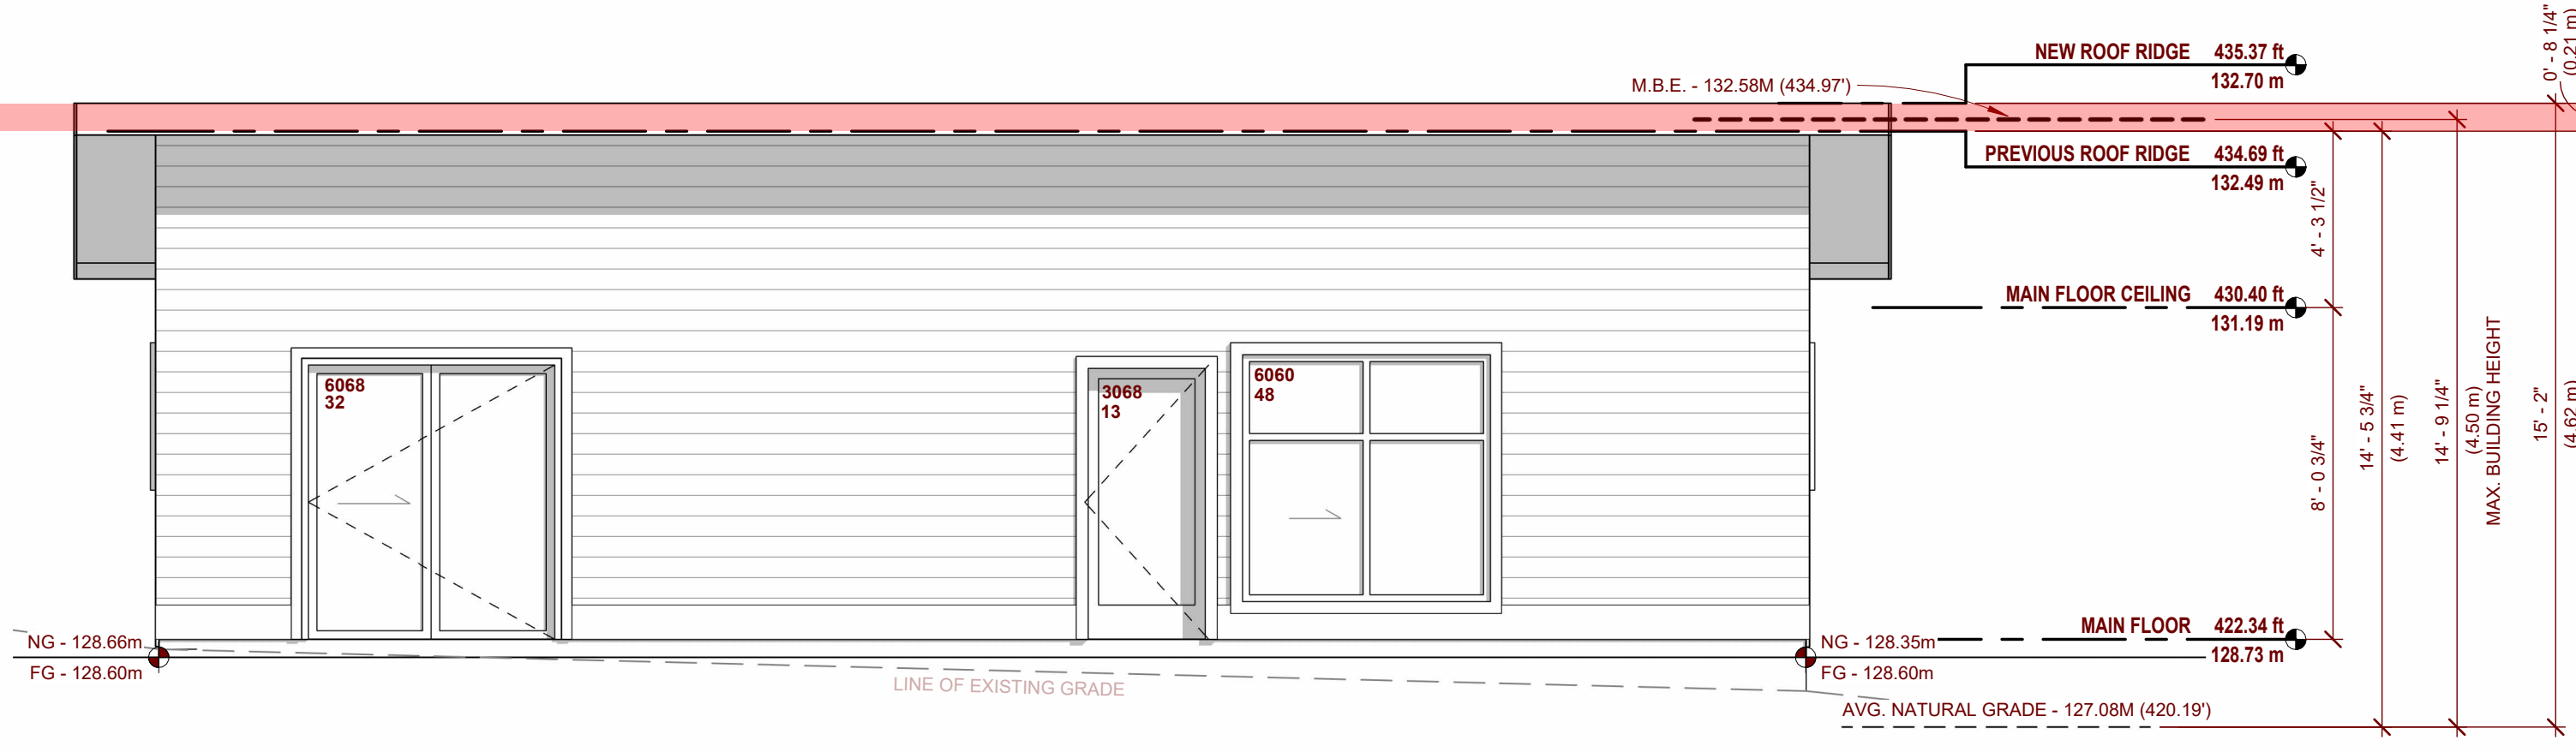 NEW ROOF RIDGE 435.37 ft
132.70 m
0' - 8 1/4"
(0.21 m)
M.B.E. - 132.58M (434.97')
PREVIOUS ROOF RIDGE 434.69 ft
132.49 m
4' - 3 1/2"
MAIN FLOOR CEILING 430.40 ft
131.19 m
6068
32
3068
13
6060
48
8' - 0 3/4"
14' - 5 3/4"
(4.41 m)
14' - 9 1/4"
(4.50 m)
MAX. BUILDING HEIGHT
15' - 2"
(4.62 m)
MAIN FLOOR 422.34 ft
128.73 m
NG - 128.66m
FG - 128.60m
NG - 128.35m
FG - 128.60m
LINE OF EXISTING GRADE
AVG. NATURAL GRADE - 127.08M (420.19')